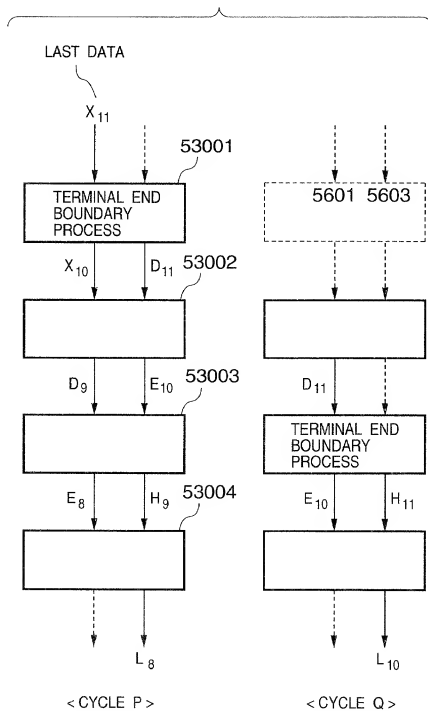 LAST DATA
X11
53001
TERMINAL END
BOUNDARY
PROCESS
5601 5603
X10 D11
53002
D9 E10
53003
D11
TERMINAL END
BOUNDARY
PROCESS
E8 H9
53004
E10 H11
L8
L10
< CYCLE P >
< CYCLE Q >